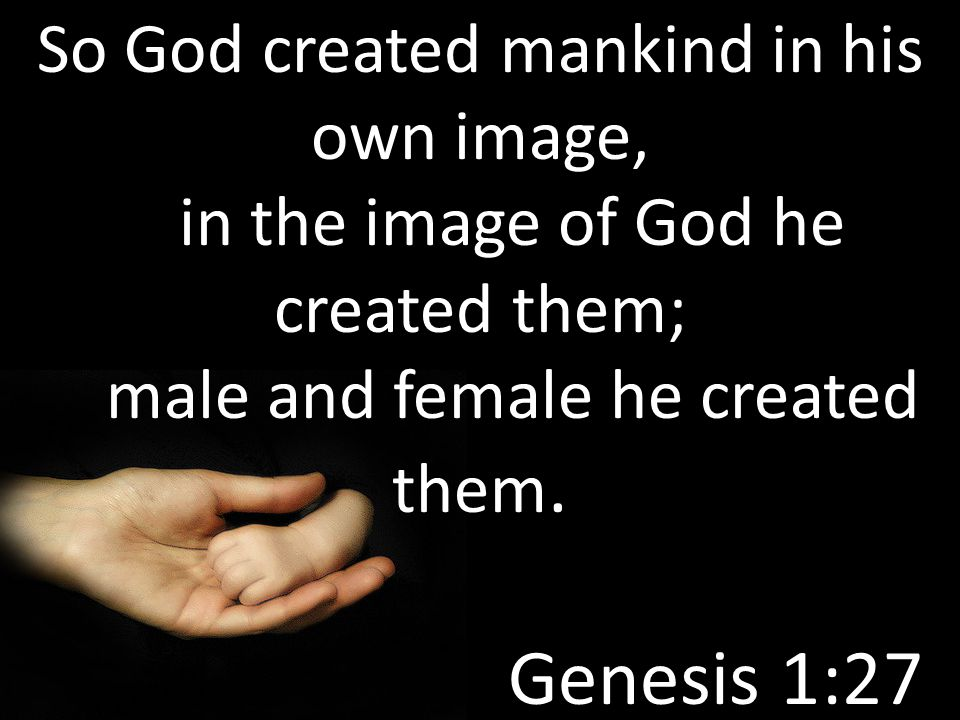 So God created mankind in his
own image,
in the image of God he
created them;
male and female he created
them.
Genesis 1:27